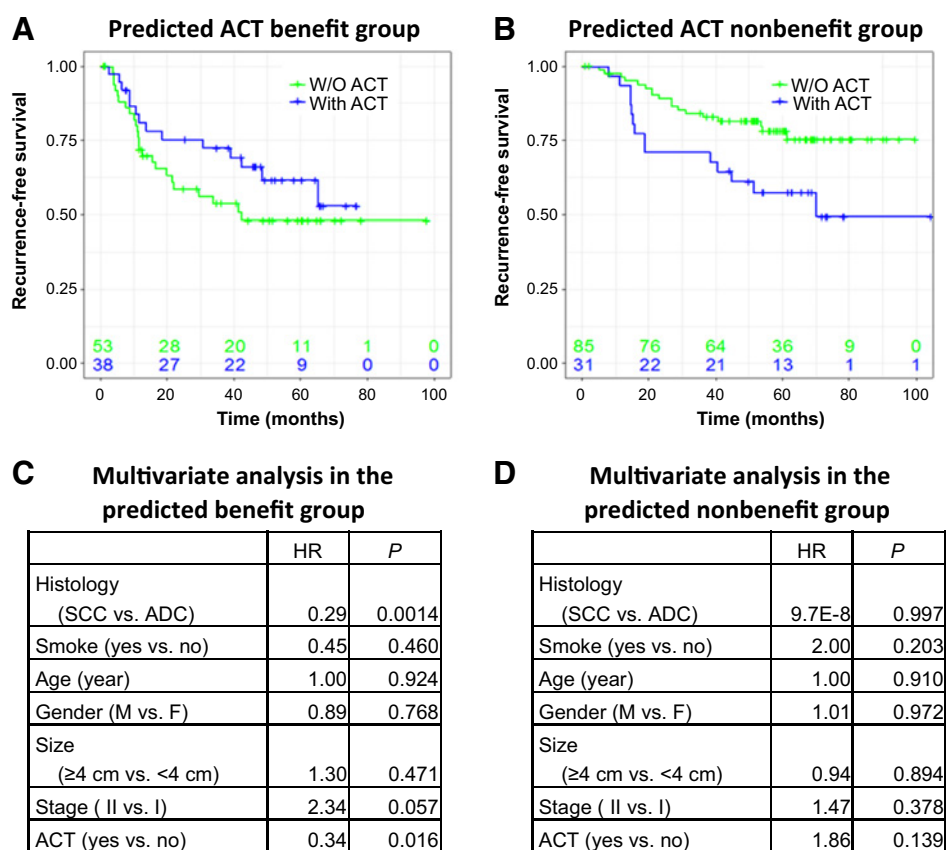 A Predicted ACT benefit group
Recurrence-free survival
1.00
0.75
0.50
0.25
0.00
W/O ACT
With ACT
53 28 20 11 1 0
38 27 22 9 0 0
0 20 40 60 80 100
Time (months)
B Predicted ACT nonbenefit group
Recurrence-free survival
1.00
0.75
0.50
0.25
0.00
W/O ACT
With ACT
85 76 64 36 9 0
31 22 21 13 1 1
0 20 40 60 80 100
Time (months)
C Multivariate analysis in the
predicted benefit group
HR P
Histology
(SCC vs. ADC) 0.29 0.0014
Smoke (yes vs. no) 0.45 0.460
Age (year) 1.00 0.924
Gender (M vs. F) 0.89 0.768
Size
(≥4 cm vs. <4 cm) 1.30 0.471
Stage ( II vs. I) 2.34 0.057
ACT (yes vs. no) 0.34 0.016
D Multivariate analysis in the
predicted nonbenefit group
HR P
Histology
(SCC vs. ADC) 9.7E-8 0.997
Smoke (yes vs. no) 2.00 0.203
Age (year) 1.00 0.910
Gender (M vs. F) 1.01 0.972
Size
(≥4 cm vs. <4 cm) 0.94 0.894
Stage ( II vs. I) 1.47 0.378
ACT (yes vs. no) 1.86 0.139